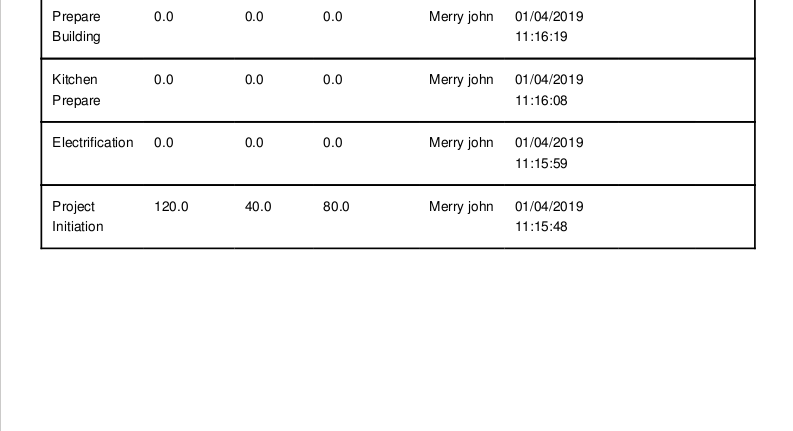 Prepare 0.0 0.0 0.0 Merry john 01/04/2019
Building 11:16:19
Kitchen 0.0 0.0 0.0 Merry john 01/04/2019
Prepare 11:16:08
Electrification 0.0 0.0 0.0 Merry john 01/04/2019
11:15:59
Project 120.0 40.0 80.0 Merry john 01/04/2019
Initiation 11:15:48